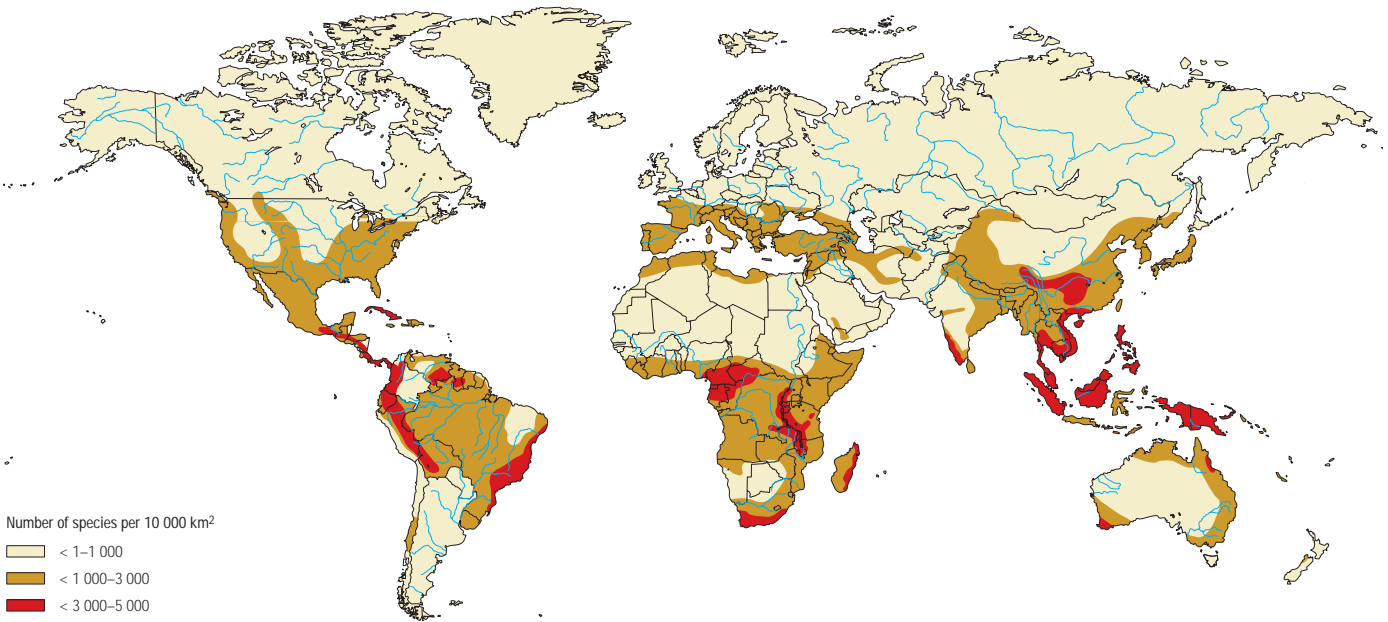 Number of species per 10 000 km²
< 1–1 000
< 1 000–3 000
< 3 000–5 000